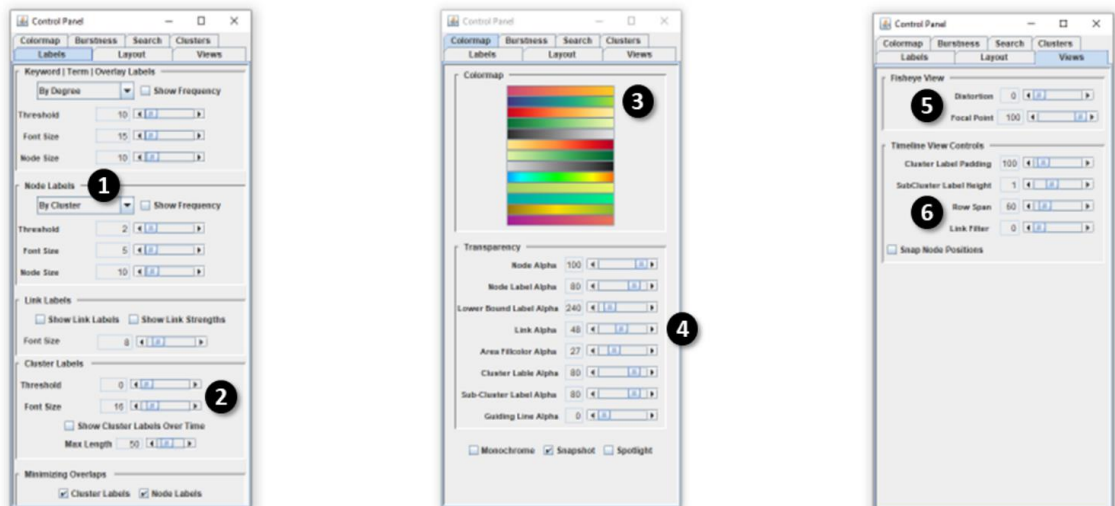 Control Panel
Colormap Burstness Search Clusters
Labels Layout Views
Keyword | Term | Overlay Labels
By Degree Show Frequency
Threshold 10
Font Size 15
Node Size 10
Node Labels 1
By Cluster Show Frequency
Threshold 2
Font Size 5
Node Size 10
Link Labels
Show Link Labels Show Link Strengths
Font Size 8
Cluster Labels
Threshold 0
2
Font Size 16
Show Cluster Labels Over Time
Max Length 50
Minimizing Overlaps
Cluster Labels Node Labels
Control Panel
Colormap Burstness Search Clusters
Labels Layout Views
Colormap
3
Transparency
Node Alpha 100
Node Label Alpha 80
Lower Bound Label Alpha 240
Link Alpha 48
4
Area Fillcolor Alpha 27
Cluster Lable Alpha 80
Sub-Cluster Label Alpha 80
Guiding Line Alpha 0
Monochrome Snapshot Spotlight
Control Panel
Colormap Burstness Search Clusters
Labels Layout Views
Fisheye View
Distortion 0
5
Focal Point 100
Timeline View Controls
Cluster Label Padding 100
SubCluster Label Height 1
6 Row Span 60
Link Filter 0
Snap Node Positions